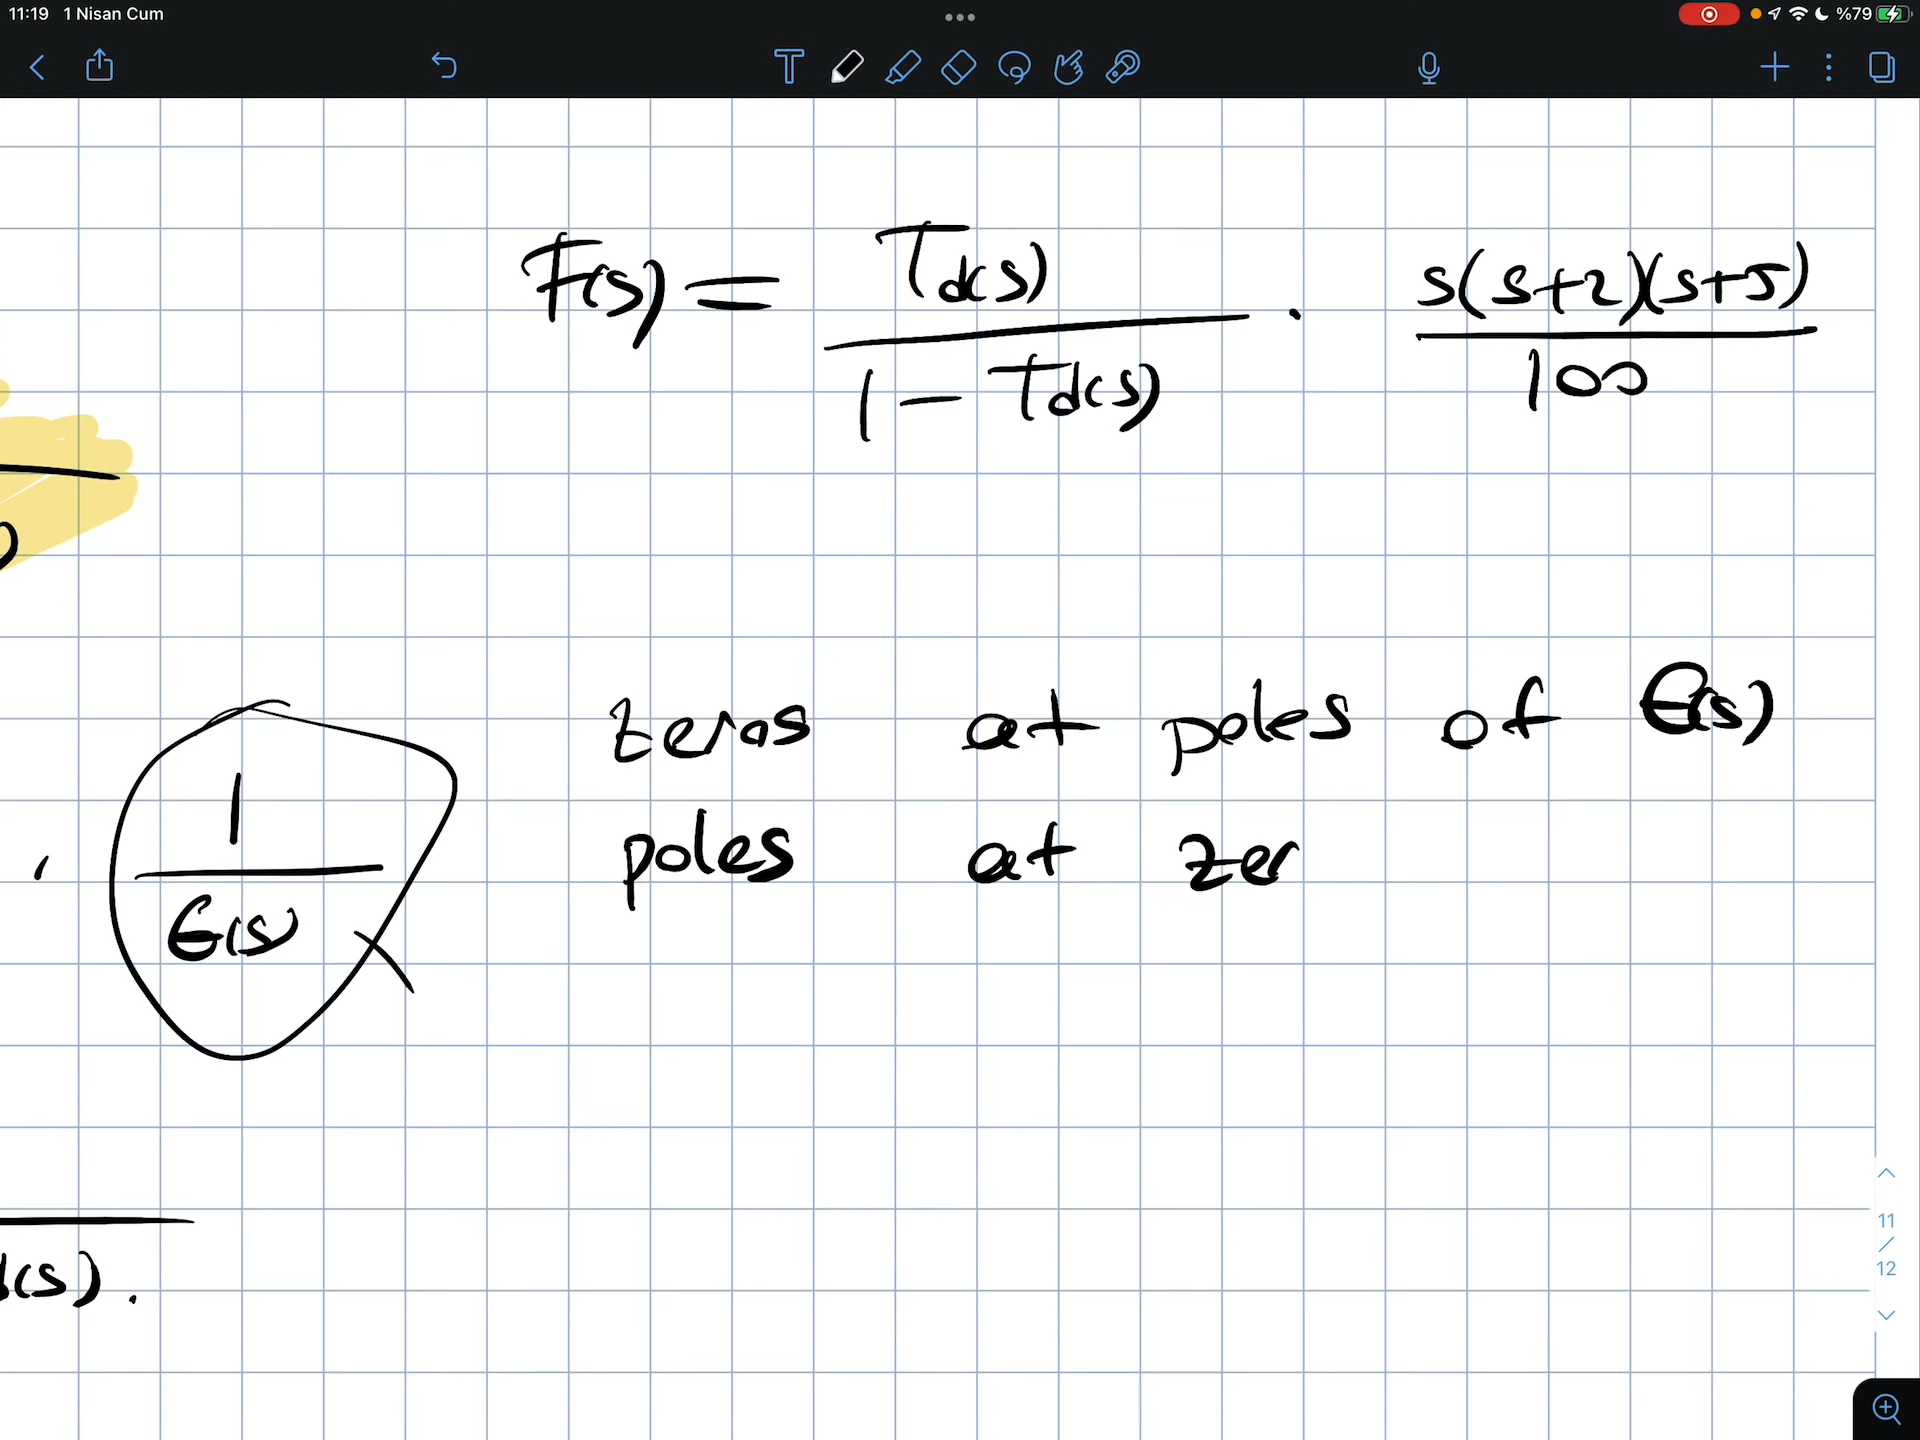 11:19 1 Nisan Cum
%79
F(s) = Td(s) / 1 - Td(s) . s(s+2)(s+5) / 100
zeros at poles of G(s)
poles at zer
1 / G(s)
d(s).
11 / 12